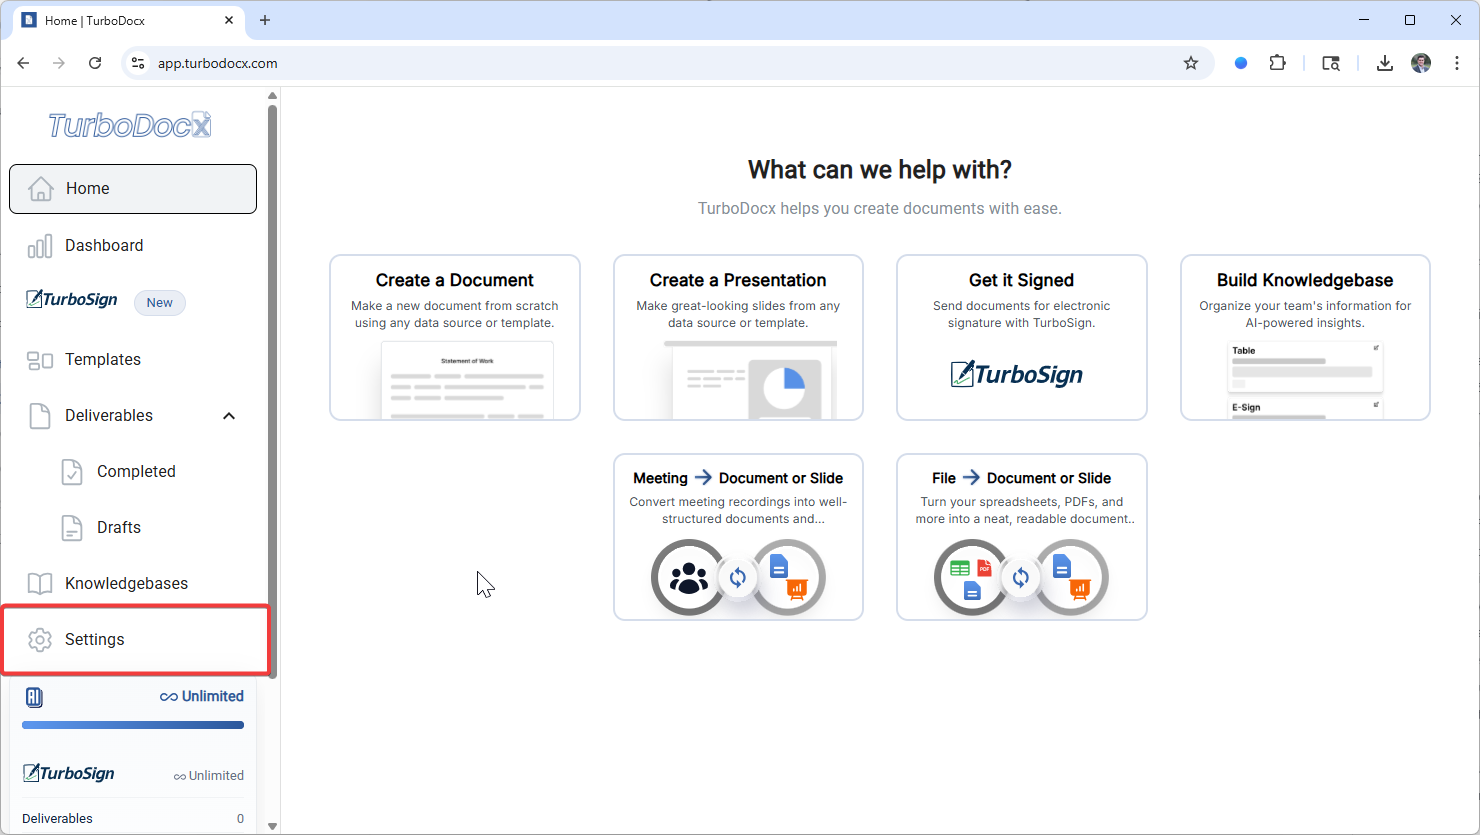 Home | TurboDocx
app.turbodocx.com
TurboDocx
Home
Dashboard
TurboSign
New
Templates
Deliverables
Completed
Drafts
Knowledgebases
Settings
Unlimited
TurboSign
Unlimited
Deliverables
0
What can we help with?
TurboDocx helps you create documents with ease.
Create a Document
Make a new document from scratch
using any data source or template.
Statement of Work
Create a Presentation
Make great-looking slides from any
data source or template.
Get it Signed
Send documents for electronic
signature with TurboSign.
TurboSign
Build Knowledgebase
Organize your team's information for
AI-powered insights.
Table
E-Sign
Meeting → Document or Slide
Convert meeting recordings into well-
structured documents and...
File → Document or Slide
Turn your spreadsheets, PDFs, and
more into a neat, readable document..
PDF